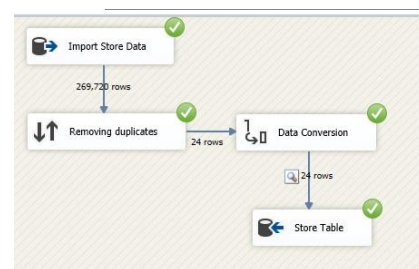 Import Store Data
269,720 rows
Removing duplicates
24 rows
Data Conversion
24 rows
Store Table